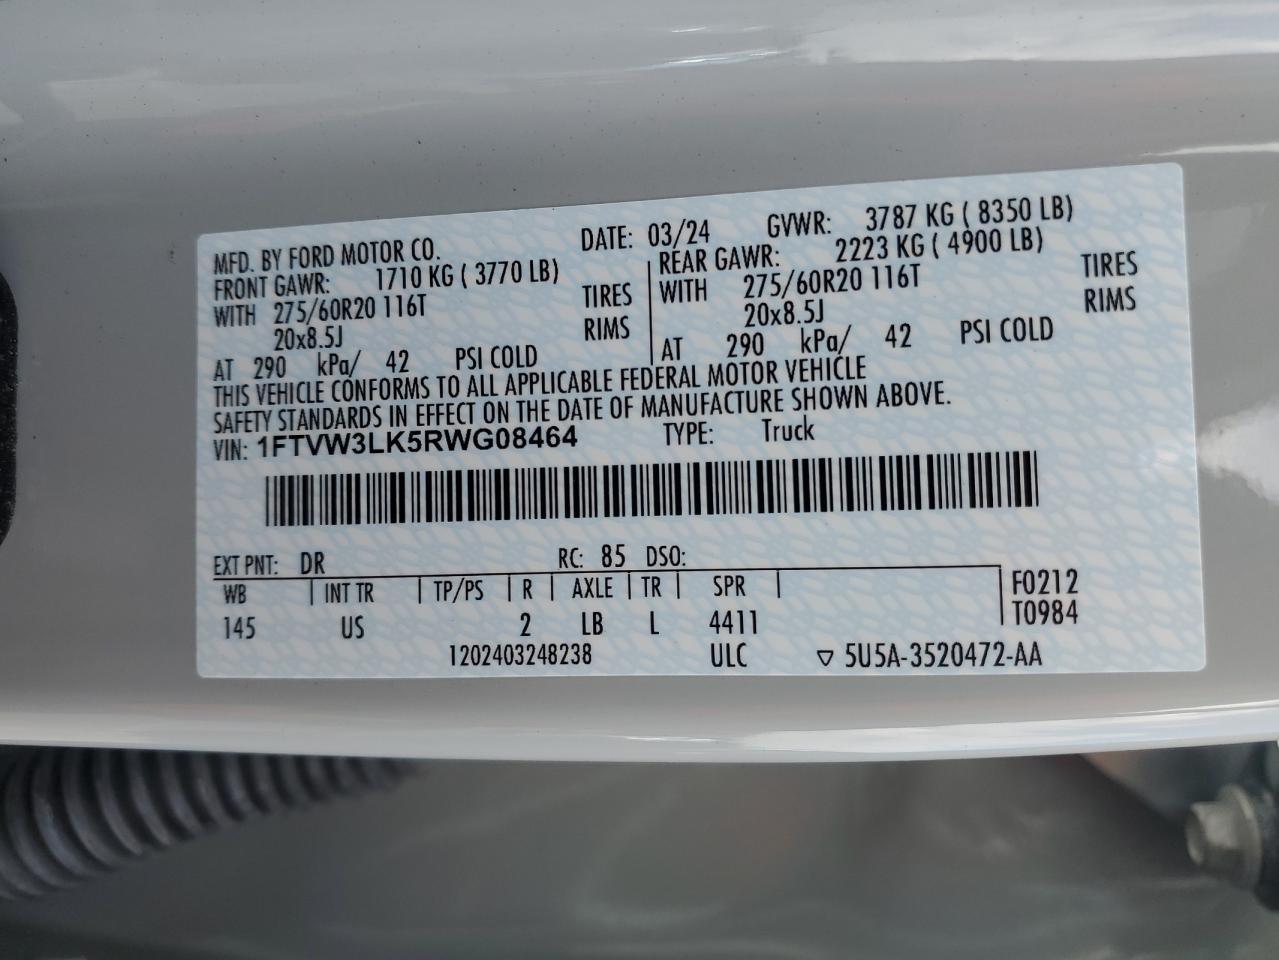 MFD. BY FORD MOTOR CO. DATE: 03/24 GVWR: 3787 KG ( 8350 LB)
FRONT GAWR: 1710 KG ( 3770 LB) REAR GAWR: 2223 KG ( 4900 LB)
WITH 275/60R20 116T TIRES WITH 275/60R20 116T TIRES
20x8.5J RIMS 20x8.5J RIMS
AT 290 kPa/ 42 PSI COLD AT 290 kPa/ 42 PSI COLD
THIS VEHICLE CONFORMS TO ALL APPLICABLE FEDERAL MOTOR VEHICLE
SAFETY STANDARDS IN EFFECT ON THE DATE OF MANUFACTURE SHOWN ABOVE.
VIN: 1FTVW3LK5RWG08464 TYPE: Truck
EXT PNT: DR RC: 85 DSO:
WB INT TR TP/PS R AXLE TR SPR F0212
145 US 2 LB L 4411 T0984
1202403248238 ULC ▽ 5U5A-3520472-AA